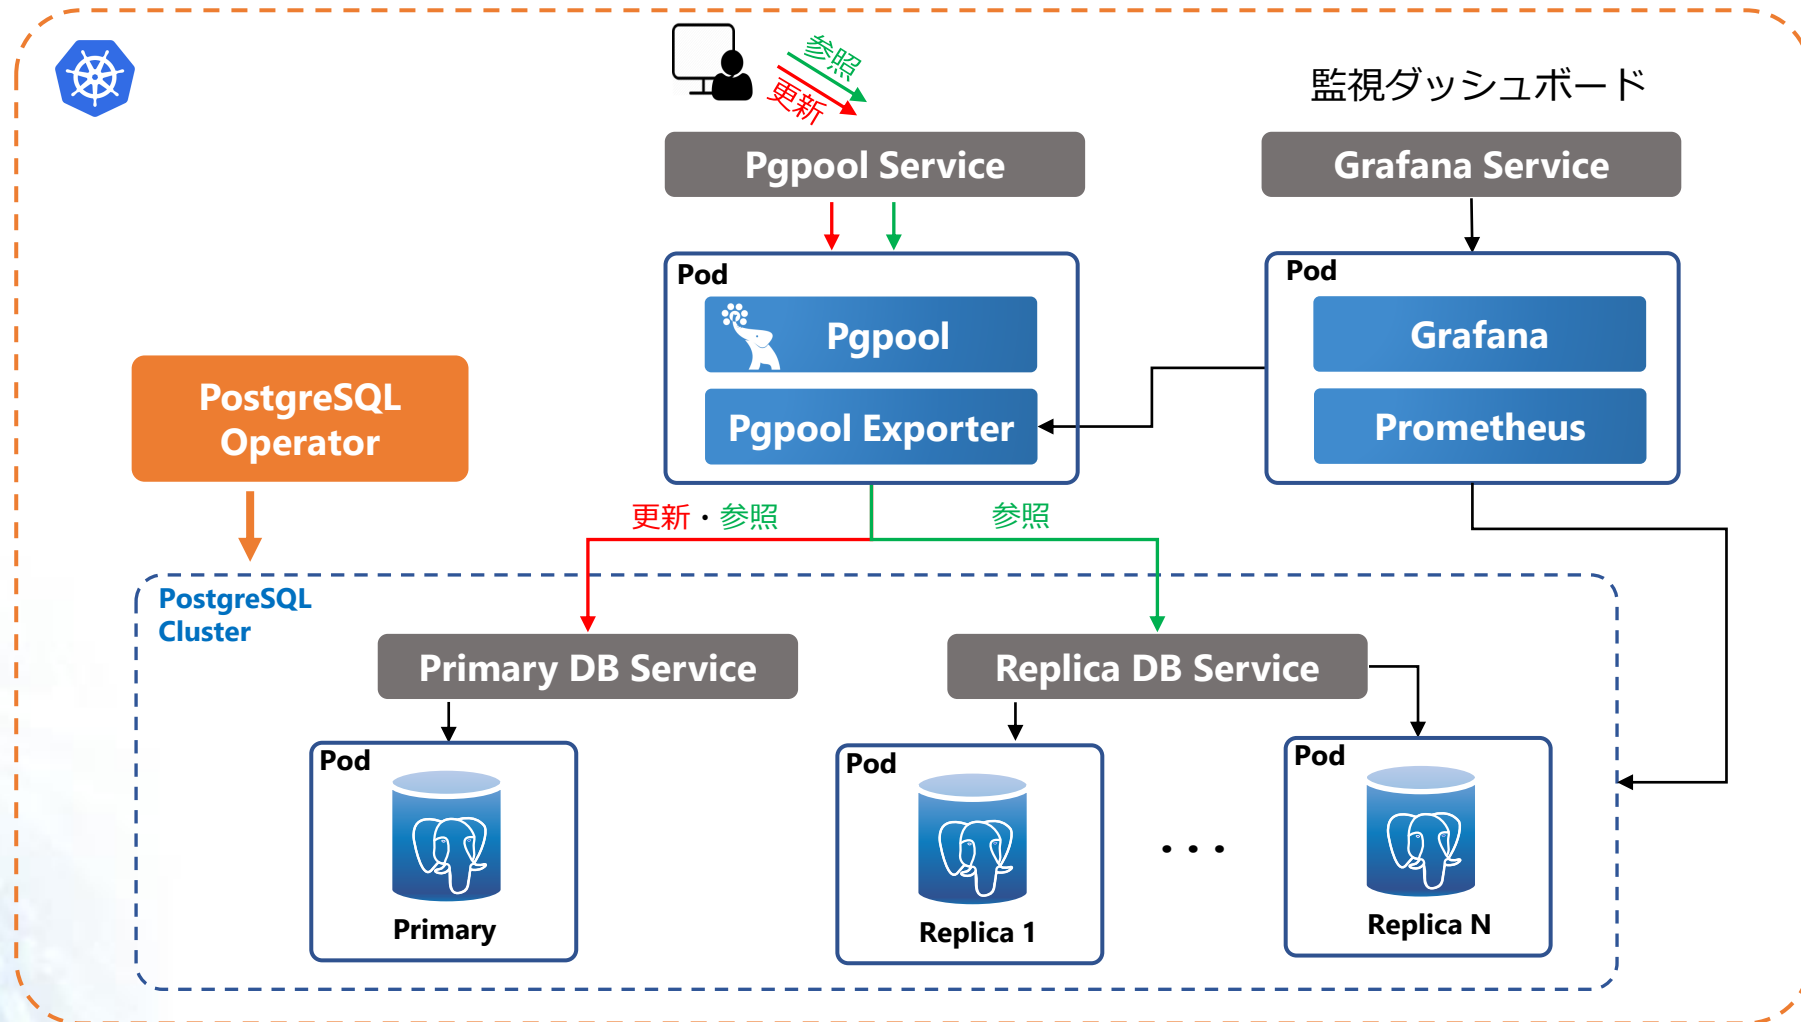 参照
更新
監視ダッシュボード
Pgpool Service
Grafana Service
Pod
Pgpool
Pgpool Exporter
Pod
Grafana
Prometheus
PostgreSQL
Operator
更新・参照
参照
PostgreSQL
Cluster
Primary DB Service
Replica DB Service
Pod
Primary
Pod
Replica 1
...
Pod
Replica N